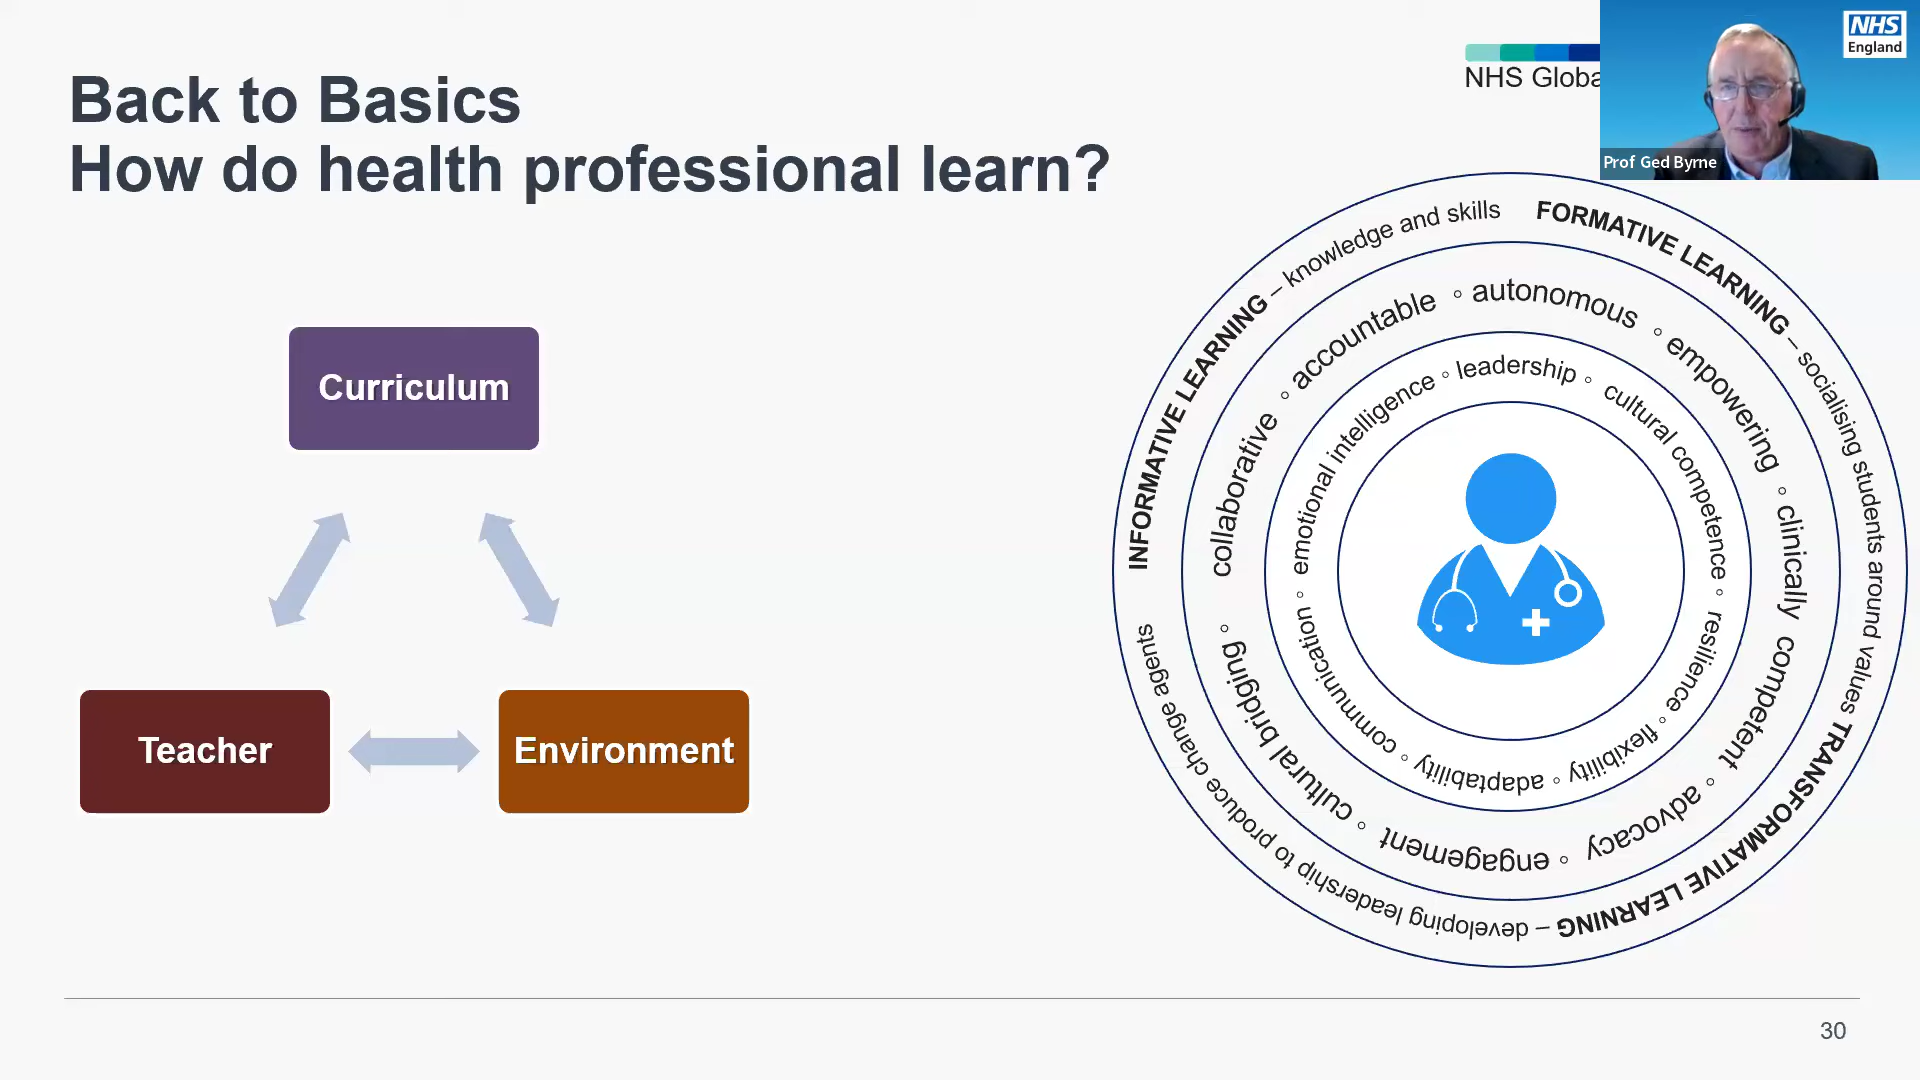 Back to Basics
How do health professional learn?
NHS Globa
NHS
England
Prof Ged Byrne
Curriculum
Teacher
Environment
INFORMATIVE LEARNING – knowledge and skills
FORMATIVE LEARNING – socialising students around values
TRANSFORMATIVE LEARNING – developing leadership to produce change agents
collaborative ◦ accountable ◦ autonomous ◦ empowering ◦ clinically competent ◦ advocacy ◦ engagement ◦ cultural bridging ◦
emotional intelligence ◦ leadership ◦ cultural competence ◦ resilience ◦ flexibility ◦ adaptability ◦ communication ◦
30